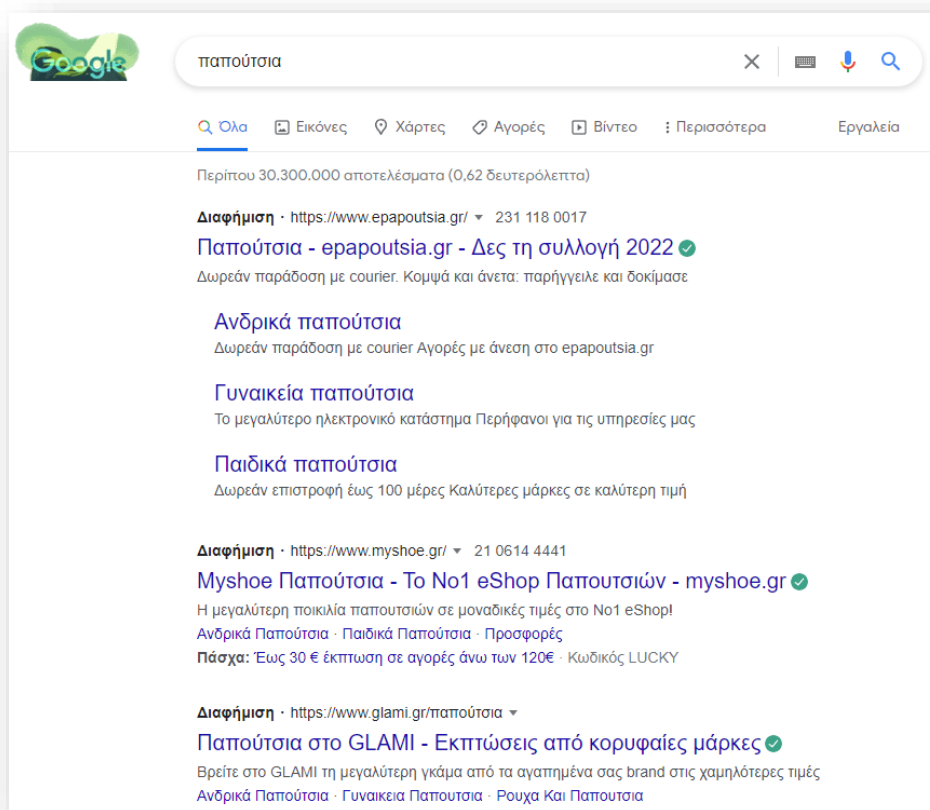 Google
παπούτσια
Όλα Εικόνες Χάρτες Αγορές Βίντεο Περισσότερα Εργαλεία
Περίπου 30.300.000 αποτελέσματα (0,62 δευτερόλεπτα)
Διαφήμιση · https://www.epapoutsia.gr/ 231 118 0017
Παπούτσια - epapoutsia.gr - Δες τη συλλογή 2022
Δωρεάν παράδοση με courier. Κομψά και άνετα: παρήγγειλε και δοκίμασε
Ανδρικά παπούτσια
Δωρεάν παράδοση με courier Αγορές με άνεση στο epapoutsia.gr
Γυναικεία παπούτσια
Το μεγαλύτερο ηλεκτρονικό κατάστημα Περήφανοι για τις υπηρεσίες μας
Παιδικά παπούτσια
Δωρεάν επιστροφή έως 100 μέρες Καλύτερες μάρκες σε καλύτερη τιμή
Διαφήμιση · https://www.myshoe.gr/ 21 0614 4441
Myshoe Παπούτσια - Το No1 eShop Παπουτσιών - myshoe.gr
Η μεγαλύτερη ποικιλία παπουτσιών σε μοναδικές τιμές στο No1 eShop!
Ανδρικά Παπούτσια · Παιδικά Παπούτσια · Προσφορές
Πάσχα: Έως 30 € έκπτωση σε αγορές άνω των 120€ · Κωδικός LUCKY
Διαφήμιση · https://www.glami.gr/παπούτσια
Παπούτσια στο GLAMI - Εκπτώσεις από κορυφαίες μάρκες
Βρείτε στο GLAMI τη μεγαλύτερη γκάμα από τα αγαπημένα σας brand στις χαμηλότερες τιμές
Ανδρικά Παπούτσια · Γυναικεια Παπουτσια · Ρουχα Και Παπουτσια